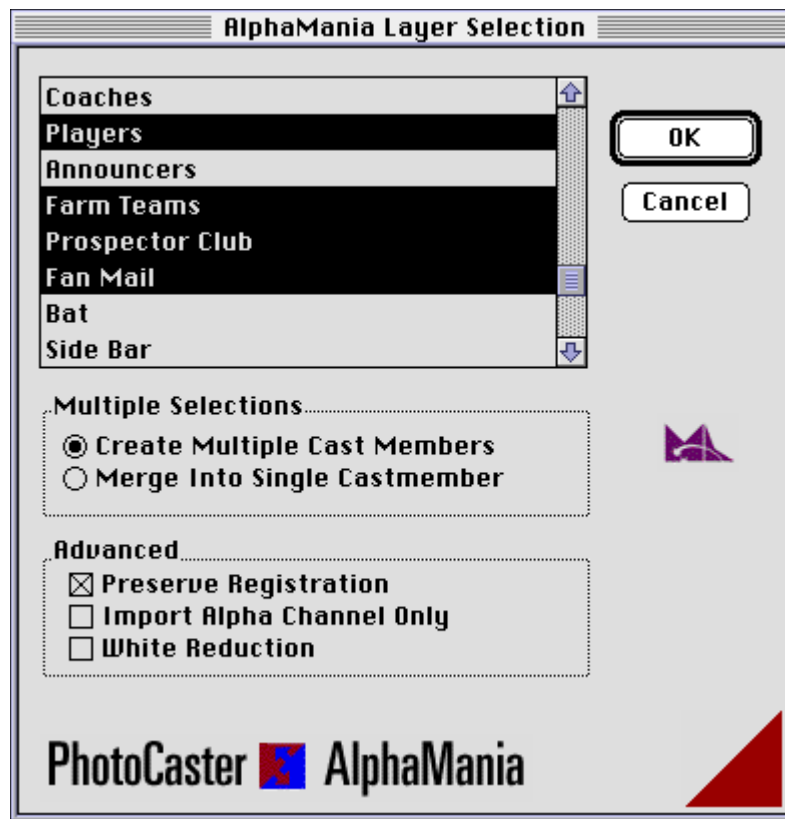 AlphaMania Layer Selection
Coaches
Players
Announcers
Farm Teams
Prospector Club
Fan Mail
Bat
Side Bar
OK
Cancel
Multiple Selections
Create Multiple Cast Members
Merge Into Single Castmember
Advanced
Preserve Registration
Import Alpha Channel Only
White Reduction
PhotoCaster AlphaMania